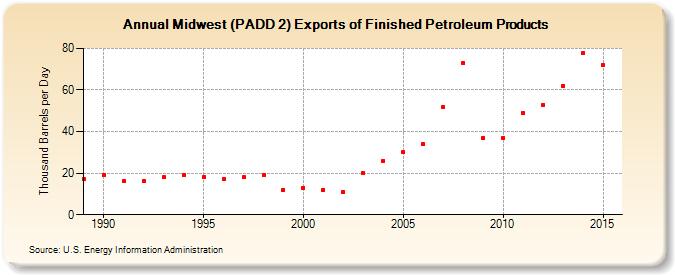 Annual Midwest (PADD 2) Exports of Finished Petroleum Products
Thousand Barrels per Day
80
60
40
20
0
1990 1995 2000 2005 2010 2015
Source: U.S. Energy Information Administration